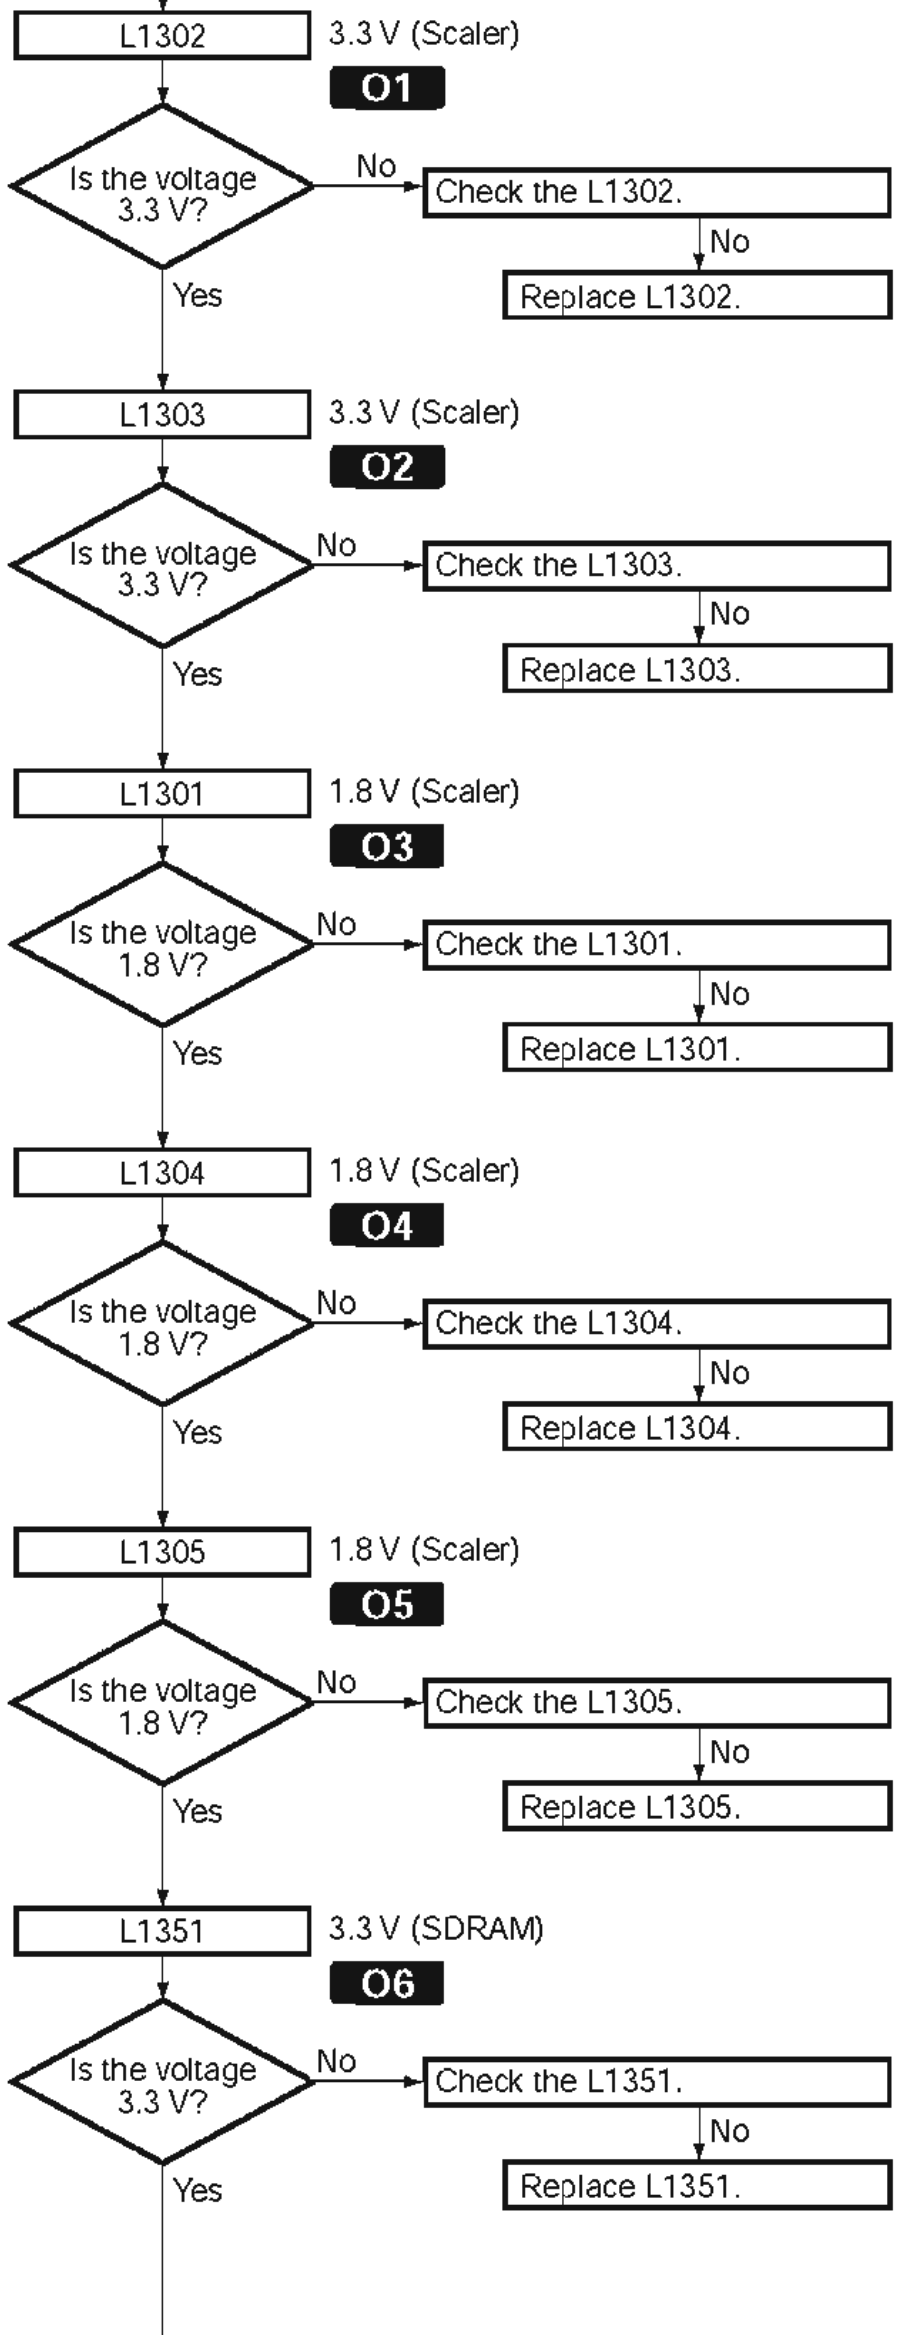 L1302
3.3 V (Scaler)
O1
Is the voltage
3.3 V?
No
Check the L1302.
No
Replace L1302.
Yes
L1303
3.3 V (Scaler)
O2
Is the voltage
3.3 V?
No
Check the L1303.
No
Replace L1303.
Yes
L1301
1.8 V (Scaler)
O3
Is the voltage
1.8 V?
No
Check the L1301.
No
Replace L1301.
Yes
L1304
1.8 V (Scaler)
O4
Is the voltage
1.8 V?
No
Check the L1304.
No
Replace L1304.
Yes
L1305
1.8 V (Scaler)
O5
Is the voltage
1.8 V?
No
Check the L1305.
No
Replace L1305.
Yes
L1351
3.3 V (SDRAM)
O6
Is the voltage
3.3 V?
No
Check the L1351.
No
Replace L1351.
Yes